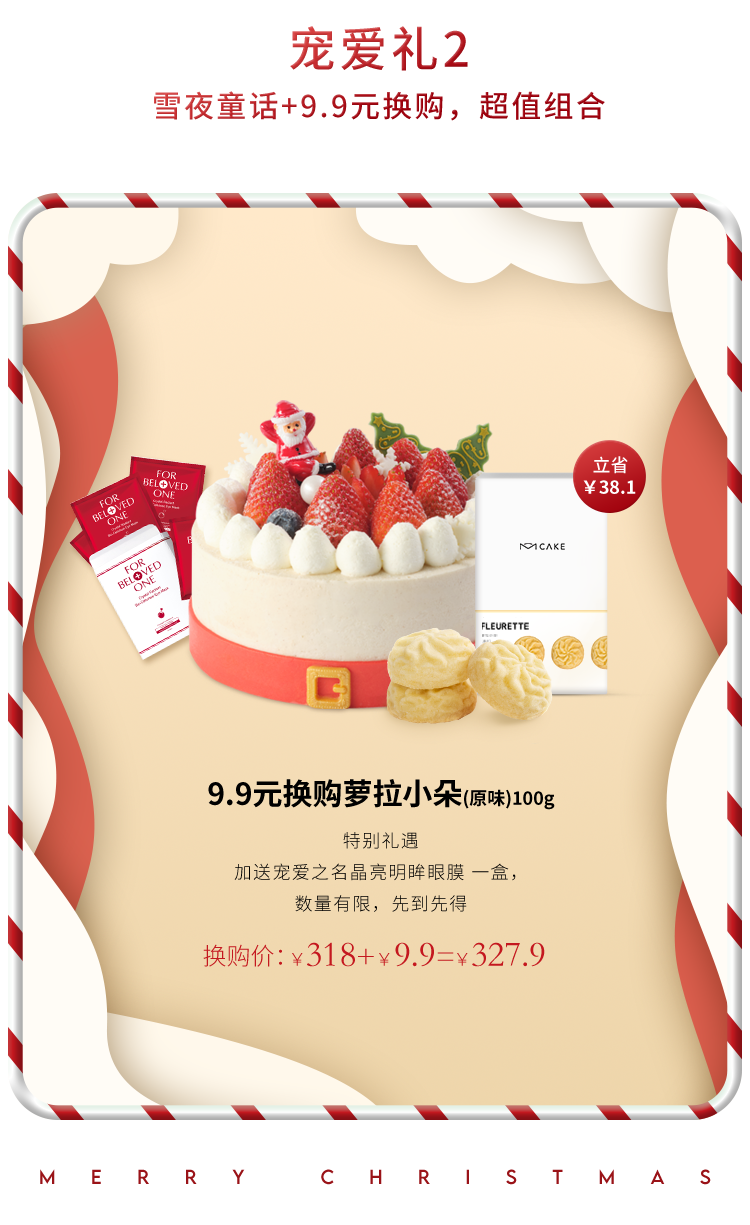 宠爱礼2
雪夜童话+9.9元换购，超值组合
立省
￥38.1
FOR
BELOVED
ONE
FOR
BELOVED
ONE
FOR
BELOVED
ONE
MCAKE
FLEURETTE
9.9元换购萝拉小朵(原味)100g
特别礼遇
加送宠爱之名晶亮明眸眼膜 一盒，
数量有限，先到先得
换购价：￥318+￥9.9=￥327.9
MERRY CHRISTMAS